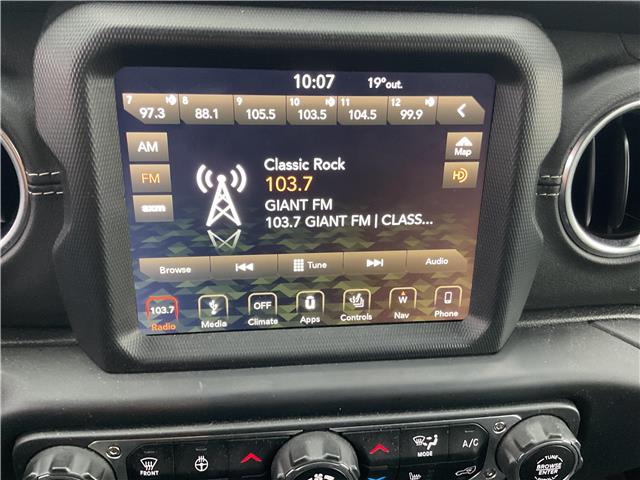 10:07 19°out.
7 8 9 10 11 12
97.3 88.1 105.5 103.5 104.5 99.9
AM
Map
FM
sxm
Classic Rock
103.7
GIANT FM
103.7 GIANT FM | CLASS...
Browse Tune Audio
103.7 OFF W
Radio Media Climate Apps Controls Nav Phone
FRONT
MODE
A/C
TUNE
BROWSE
ENTER